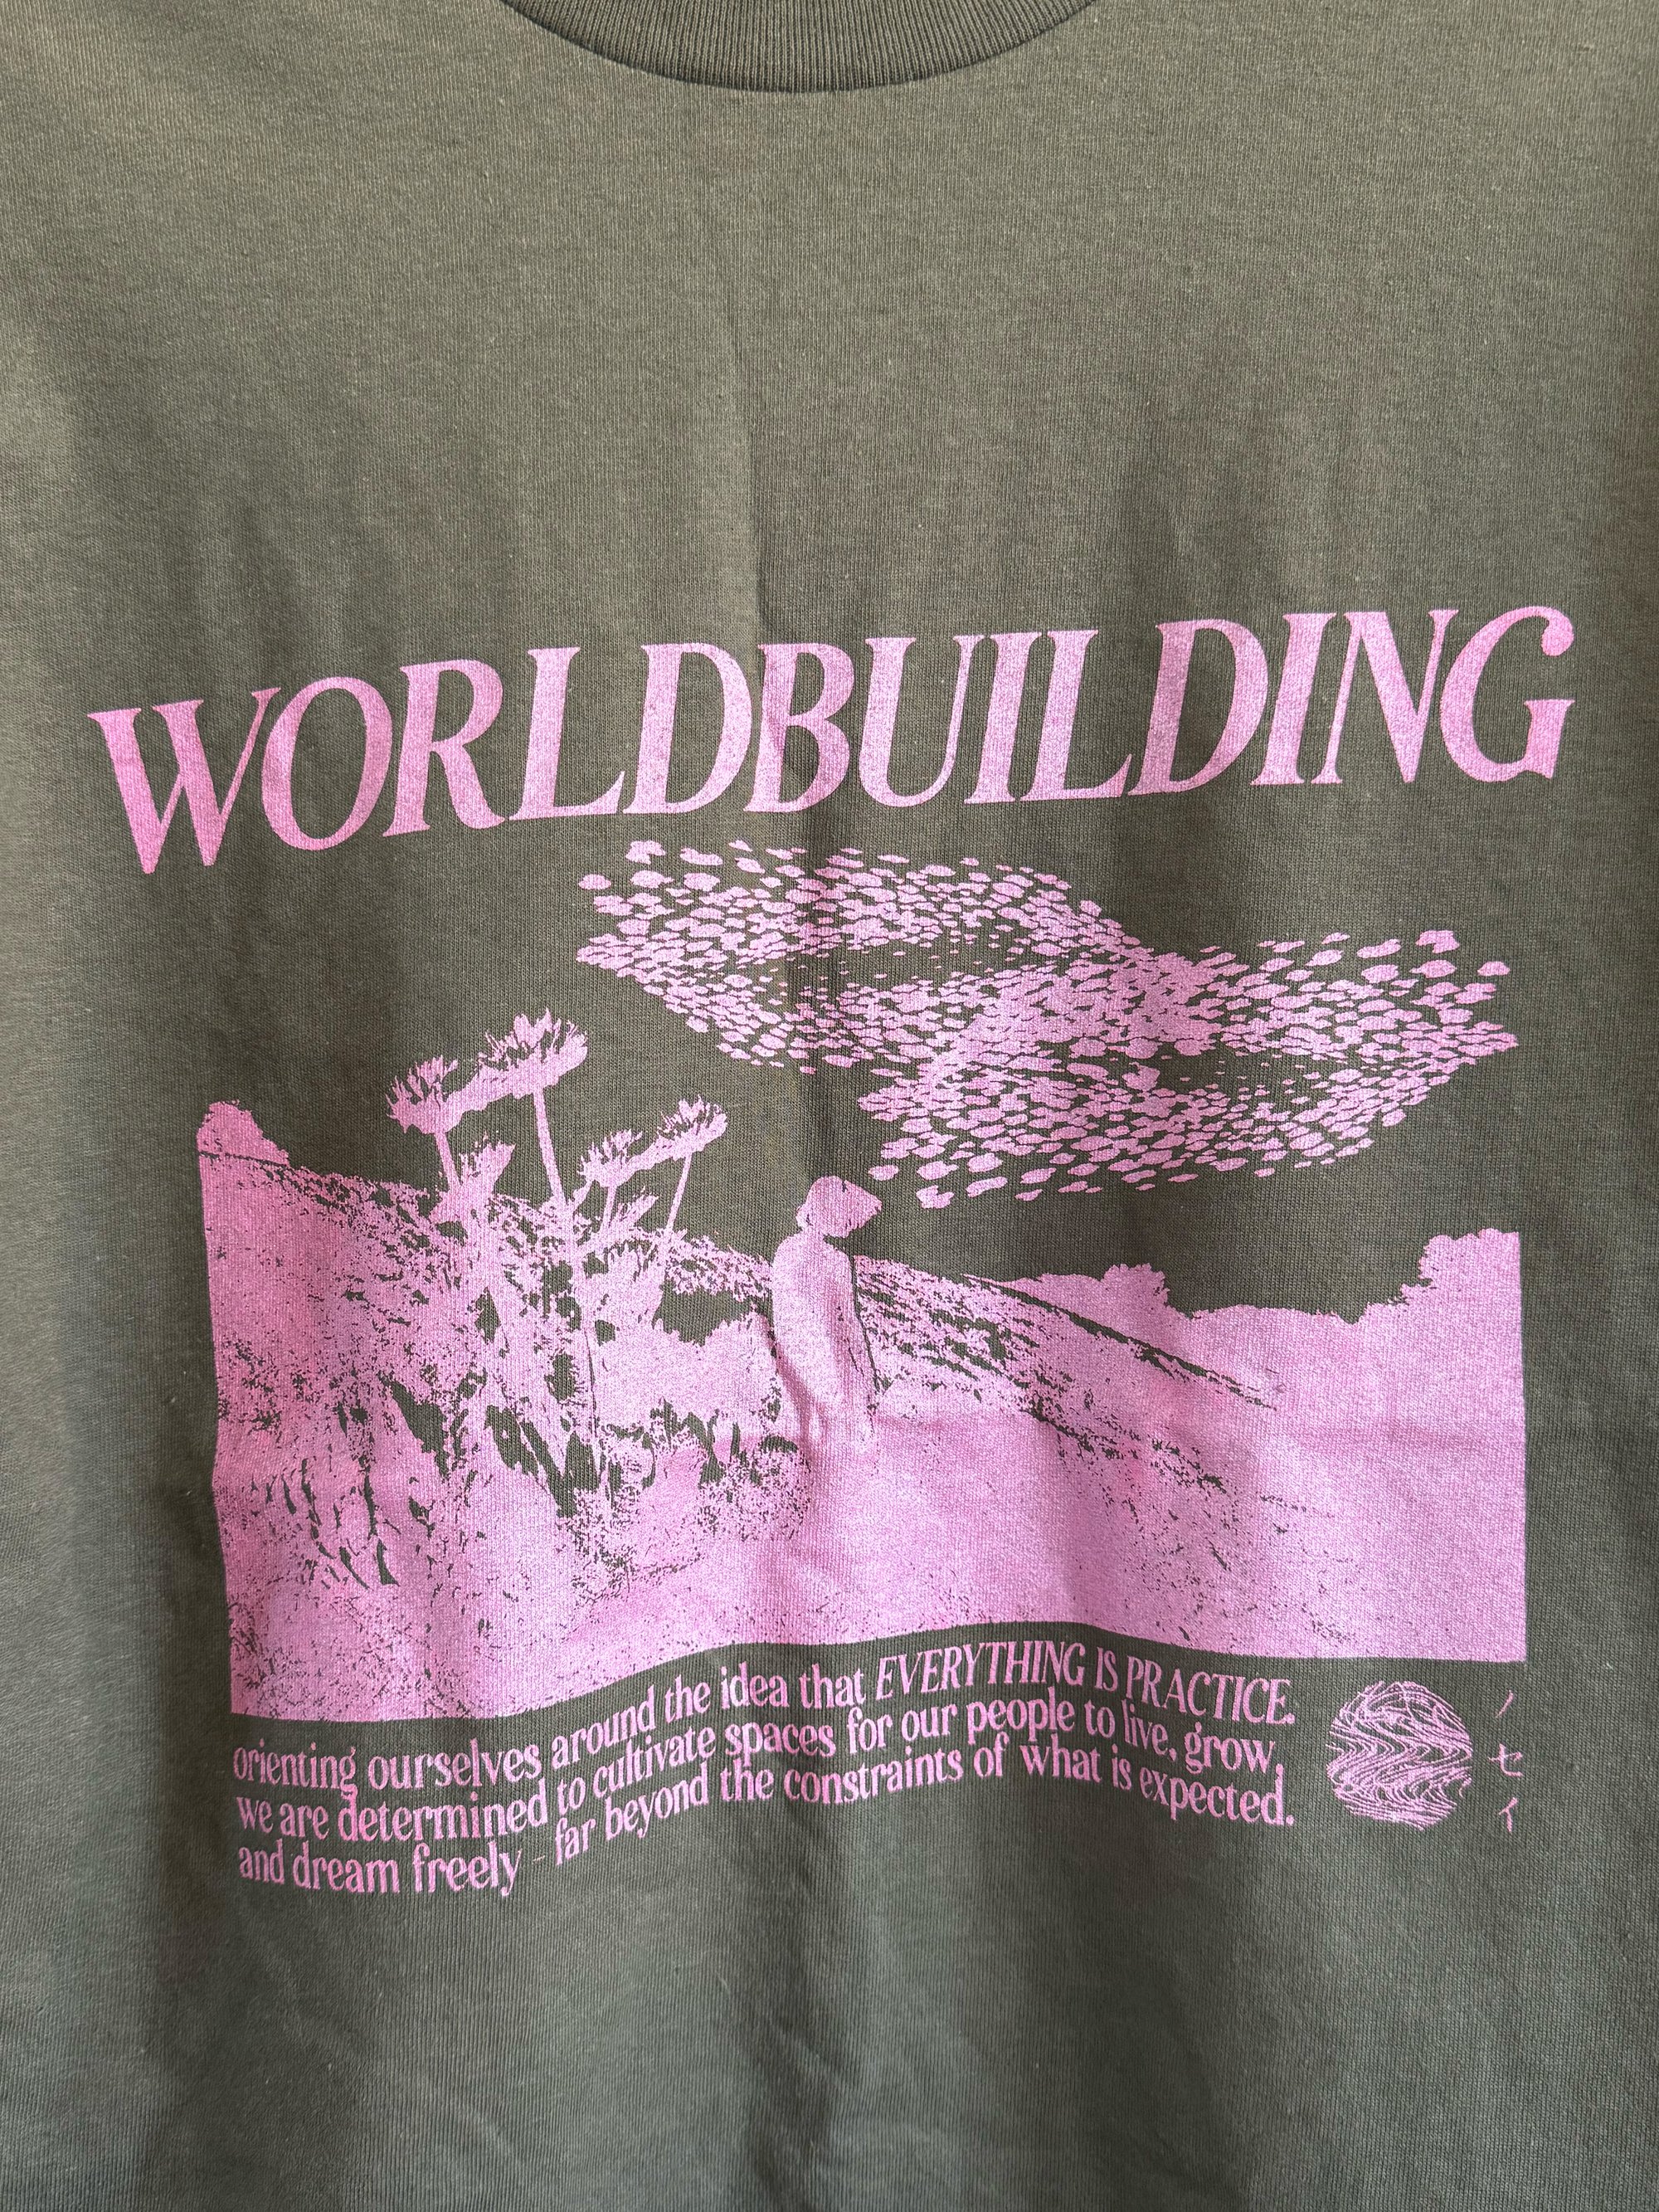 WORLDBUILDING
orienting ourselves around the idea that EVERYTHING IS PRACTICE.
we are determined to cultivate spaces for our people to live, grow,
and dream freely - far beyond the constraints of what is expected.
ノセイ